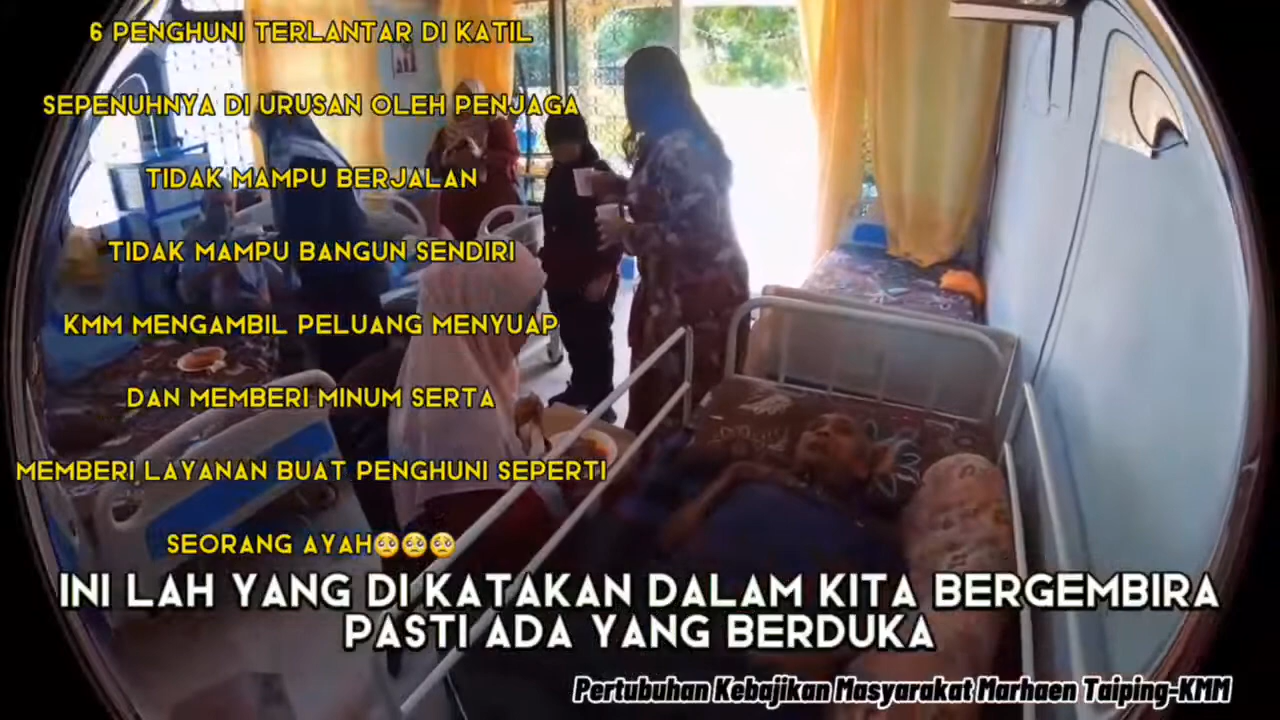 6 PENGHUNI TERLANTAR DI KATIL
SEPENUHNYA DI URUSAN OLEH PENJAGA
TIDAK MAMPU BERJALAN
TIDAK MAMPU BANGUN SENDIRI
KMM MENGAMBIL PELUANG MENYUAP
DAN MEMBERI MINUM SERTA
MEMBERI LAYANAN BUAT PENGHUNI SEPERTI
SEORANG AYAH🥺🥺🥺
INI LAH YANG DI KATAKAN DALAM KITA BERGEMBIRA
PASTI ADA YANG BERDUKA
Pertubuhan Kebajikan Masyarakat Marhaen Taiping-KMM